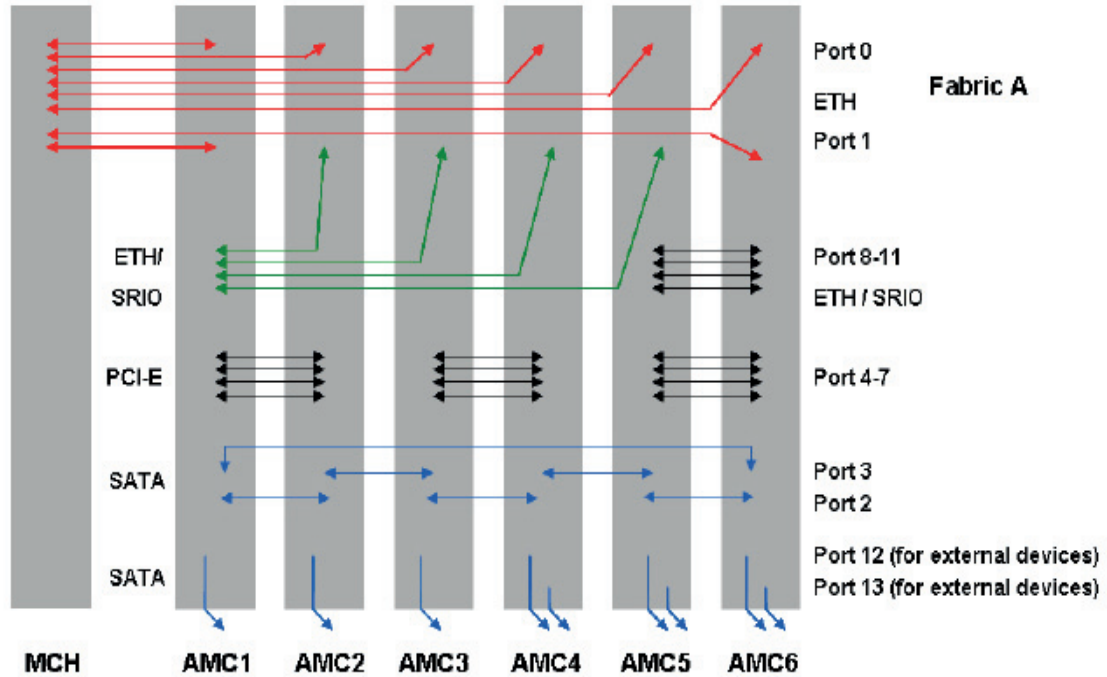 Port 0
Fabric A
ETH
Port 1
ETH/
Port 8-11
SRIO
ETH / SRIO
PCI-E
Port 4-7
SATA
Port 3
Port 2
Port 12 (for external devices)
SATA
Port 13 (for external devices)
MCH AMC1 AMC2 AMC3 AMC4 AMC5 AMC6